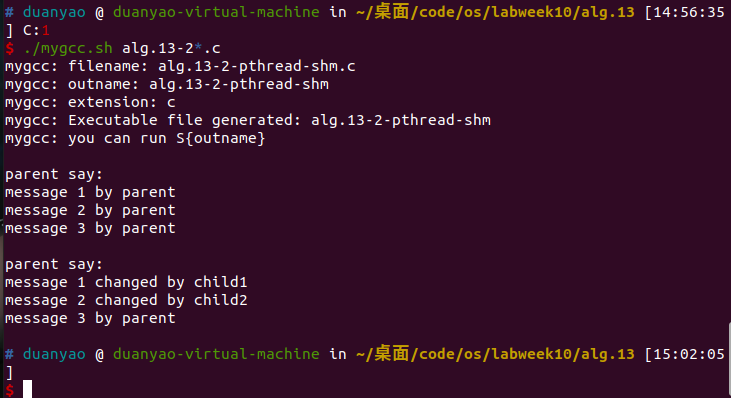 # duanyao @ duanyao-virtual-machine in ~/桌面/code/os/labweek10/alg.13 [14:56:35
] C:1
$ ./mygcc.sh alg.13-2*.c
mygcc: filename: alg.13-2-pthread-shm.c
mygcc: outname: alg.13-2-pthread-shm
mygcc: extension: c
mygcc: Executable file generated: alg.13-2-pthread-shm
mygcc: you can run S{outname}
parent say:
message 1 by parent
message 2 by parent
message 3 by parent
parent say:
message 1 changed by child1
message 2 changed by child2
message 3 by parent
# duanyao @ duanyao-virtual-machine in ~/桌面/code/os/labweek10/alg.13 [15:02:05
]
$